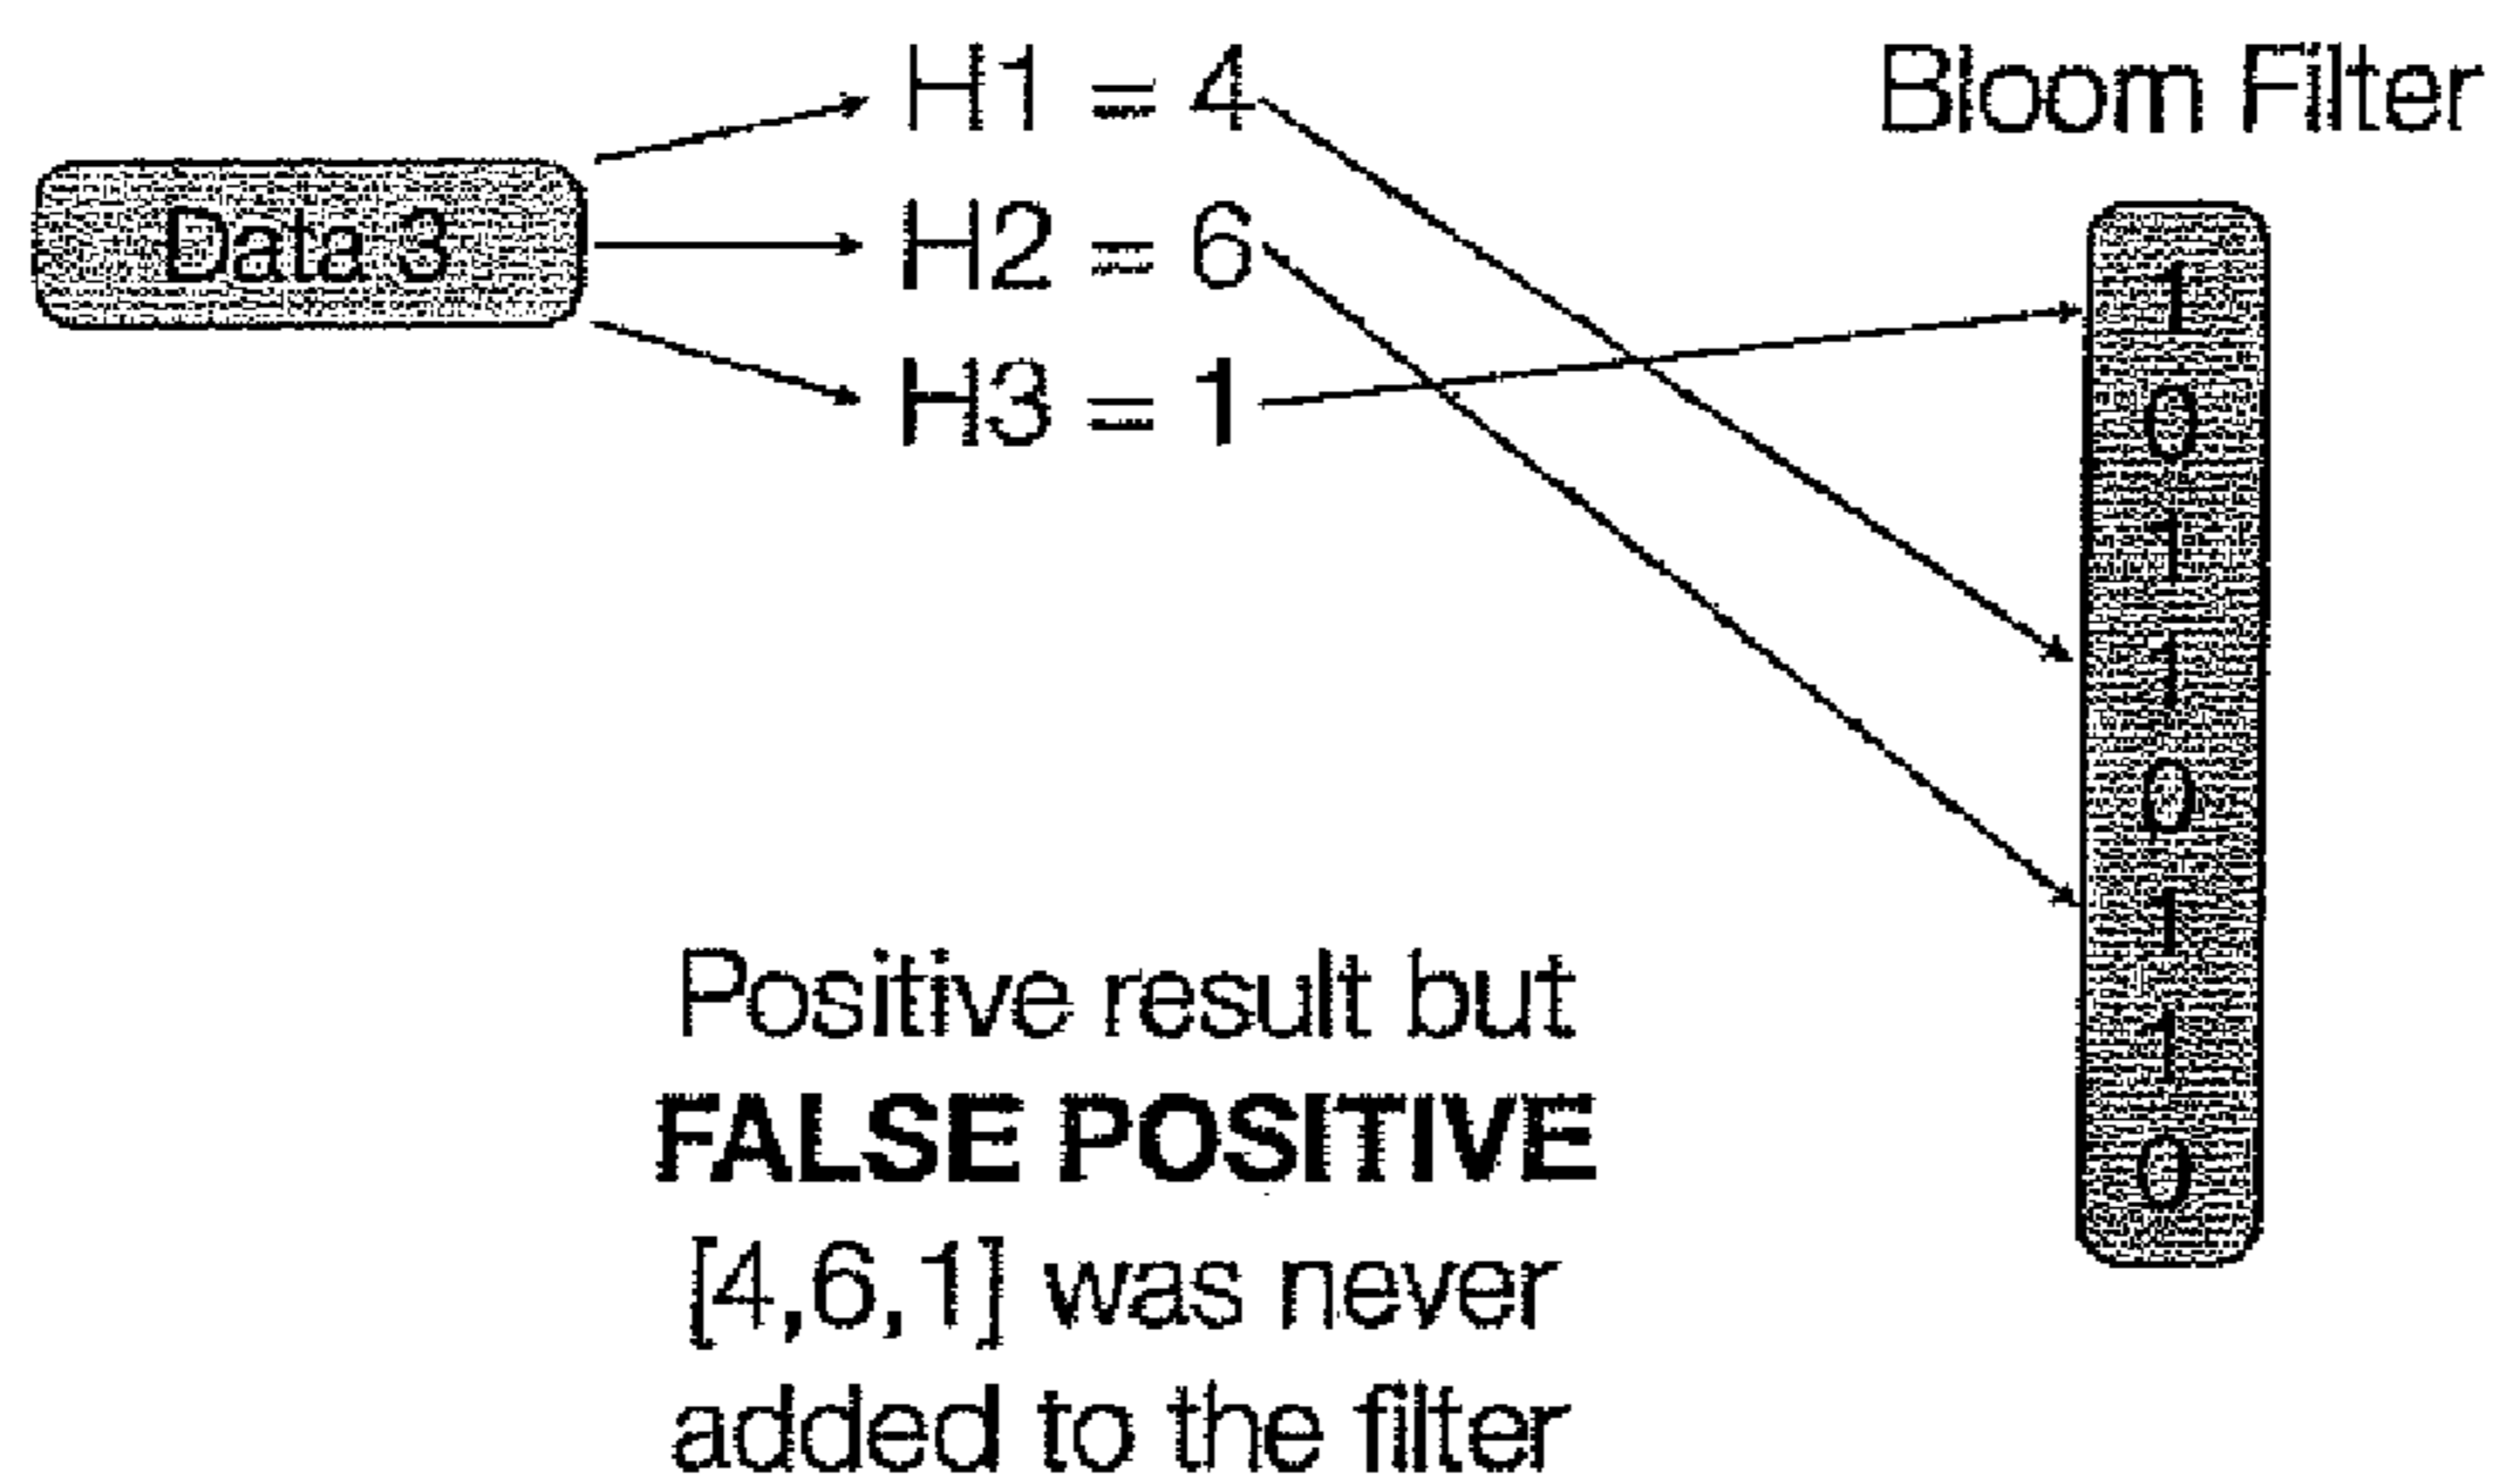 H1 = 4
Bloom Filter
Data 3
H2 = 6
H3 = 1
1
0
1
1
0
1
1
0
Positive result but
FALSE POSITIVE
[4,6,1] was never
added to the filter